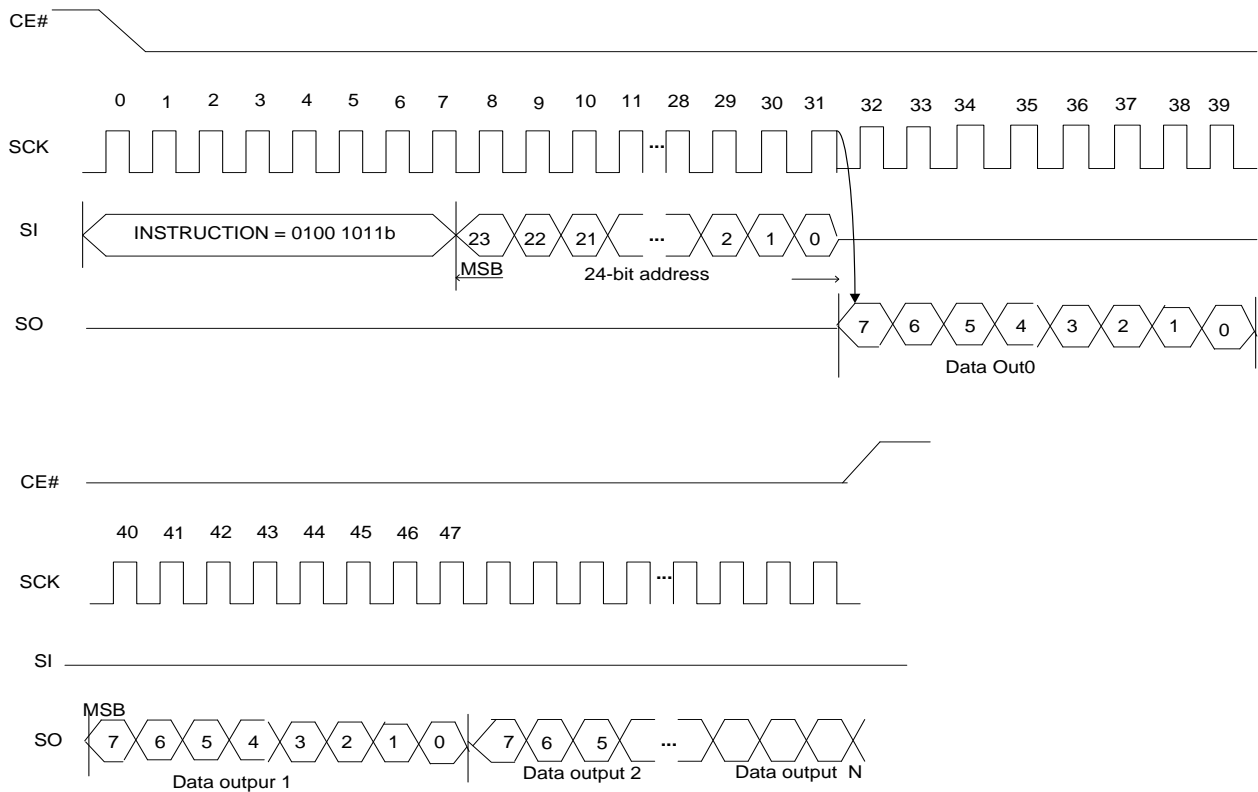 CE#
0 1 2 3 4 5 6 7 8 9 10 11 28 29 30 31 32 33 34 35 36 37 38 39
SCK ...
SI INSTRUCTION = 0100 1011b 23 22 21 ... 2 1 0
MSB 24-bit address
SO 7 6 5 4 3 2 1 0
Data Out0
CE#
40 41 42 43 44 45 46 47
SCK ...
SI
MSB
SO 7 6 5 4 3 2 1 0 7 6 5 ...
Data outpur 1 Data output 2 Data output N